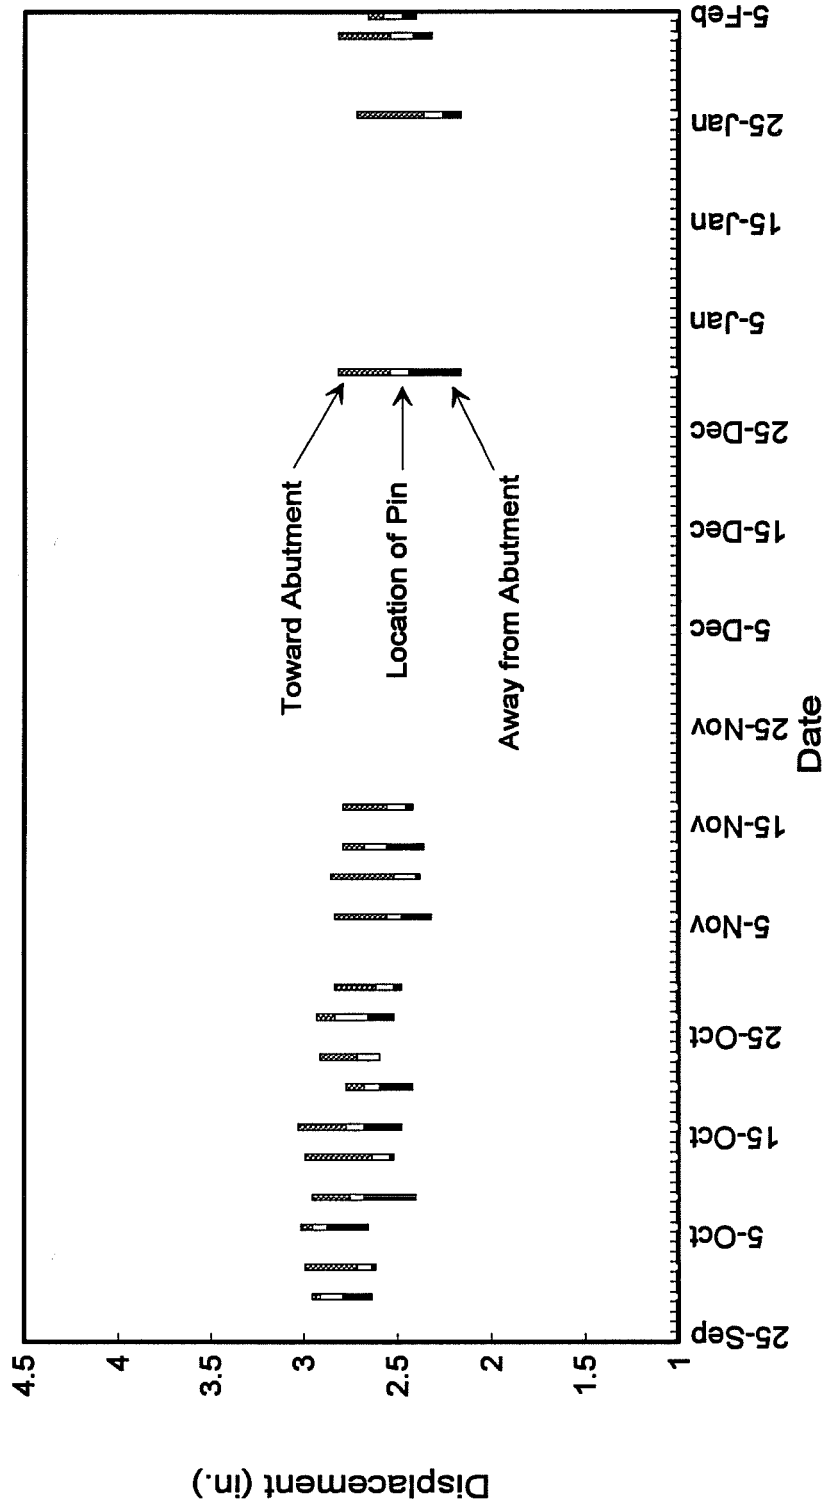 Displacement (in.)
4.5
4
3.5
3
2.5
2
1.5
1
Toward Abutment
Location of Pin
Away from Abutment
25-Sep
5-Oct
15-Oct
25-Oct
5-Nov
15-Nov
25-Nov
5-Dec
15-Dec
25-Dec
5-Jan
15-Jan
25-Jan
5-Feb
Date